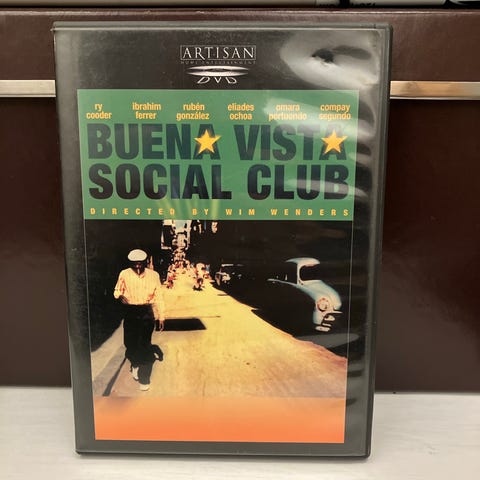 ARTISAN
HOME ENTERTAINMENT
DVD
ry cooder
ibrahim ferrer
rubén gonzález
eliades ochoa
omara portuondo
compay segundo
BUENA VISTA
SOCIAL CLUB
DIRECTED BY WIM WENDERS